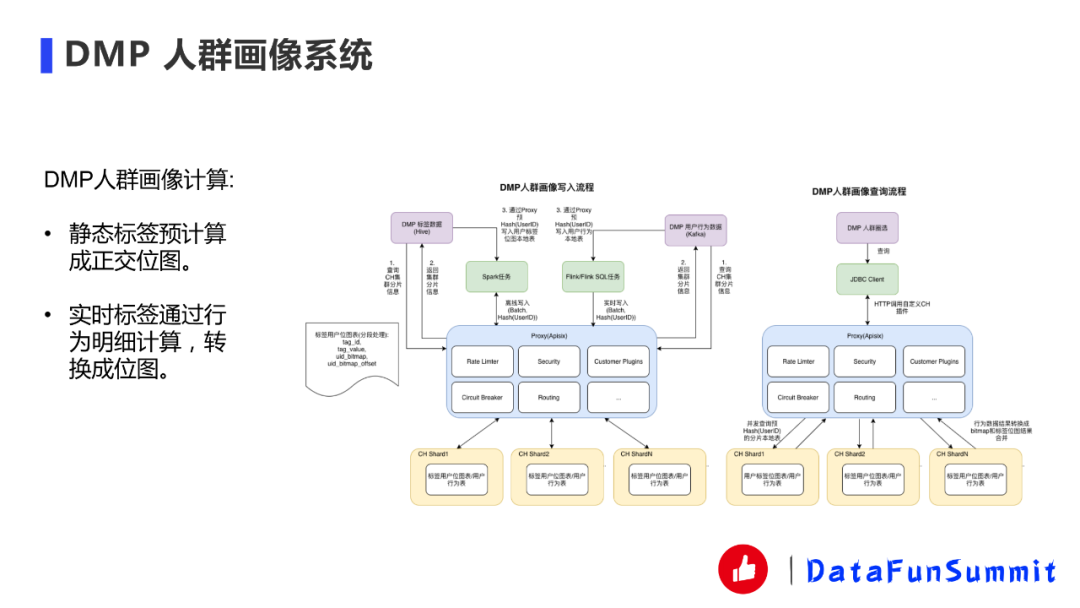 DMP 人群画像系统
DMP人群画像计算:
• 静态标签预计算
成正交位图。
• 实时标签通过行
为明细计算，转
换成位图。
DMP人群画像写入流程
DMP 标签数据
(Hive)
3. 通过Proxy
预
Hash(UserID)
写入用户标签
位图本地表
3. 通过Proxy
预
Hash(UserID)
写入用户行为
本地表
DMP 用户行为数据
(Kafka)
1.
查询
CH集
群分片
信息
2.
返回
集群
分片
信息
Spark任务
Flink/Flink SQL任务
2.
返回
集群
分片
信息
1.
查询
CH集
群分片
信息
离线写入
(Batch,
Hash(UserID))
实时写入
(Batch,
Hash(UserID))
标签用户位图表(分段处理):
tag_id,
tag_value,
uid_bitmap,
uid_bitmap_offset
Proxy(Apisix)
Rate Limter
Security
Customer Plugins
Circuit Breaker
Routing
...
CH Shard1
标签用户位图表/用户
行为表
CH Shard2
标签用户位图表/用户
行为表
CH ShardN
标签用户位图表/用户
行为表
DMP人群画像查询流程
DMP 人群圈选
查询
JDBC Client
HTTP调用自定义CH
插件
Proxy(Apisix)
Rate Limter
Security
Customer Plugins
Circuit Breaker
Routing
...
并发查询预
Hash(UserID)
的分片本地表
行为数据结果转换成
bitmap和标签位图结果
合并
CH Shard1
用户标签位图表/用户
行为表
CH Shard2
标签用户位图表/用户
行为表
CH ShardN
标签用户位图表/用户
行为表
DataFunSummit